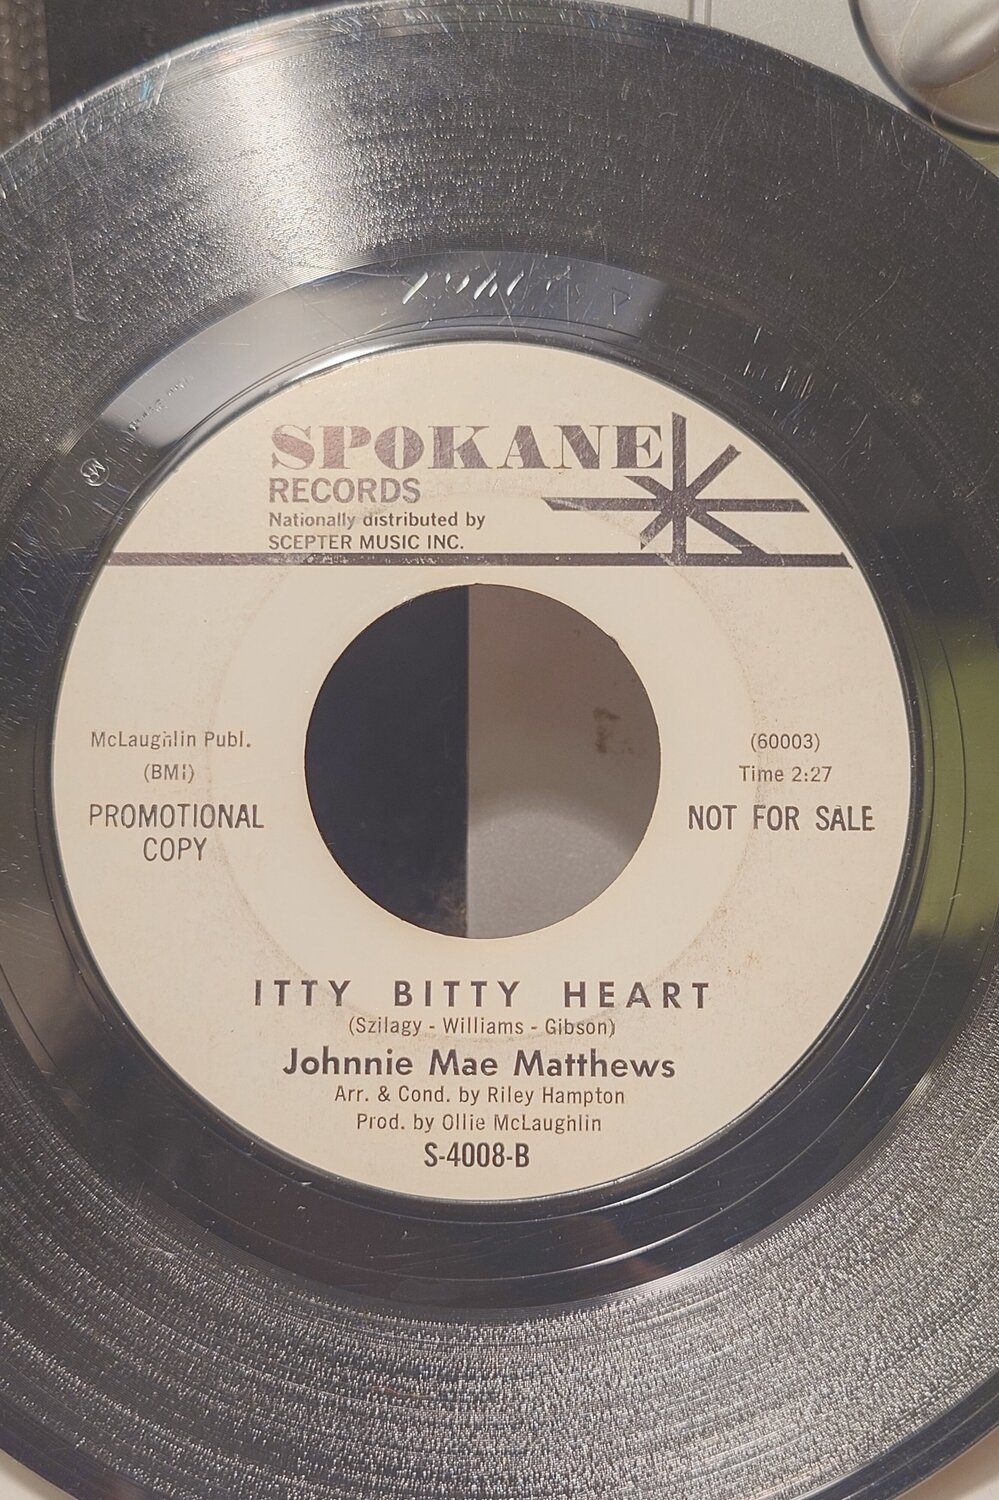 SPOKANE
RECORDS
Nationally distributed by
SCEPTER MUSIC INC.
McLaughlin Publ.
(BMI)
PROMOTIONAL
COPY
(60003)
Time 2:27
NOT FOR SALE
ITTY BITTY HEART
(Szilagy - Williams - Gibson)
Johnnie Mae Matthews
Arr. & Cond. by Riley Hampton
Prod. by Ollie McLaughlin
S-4008-B